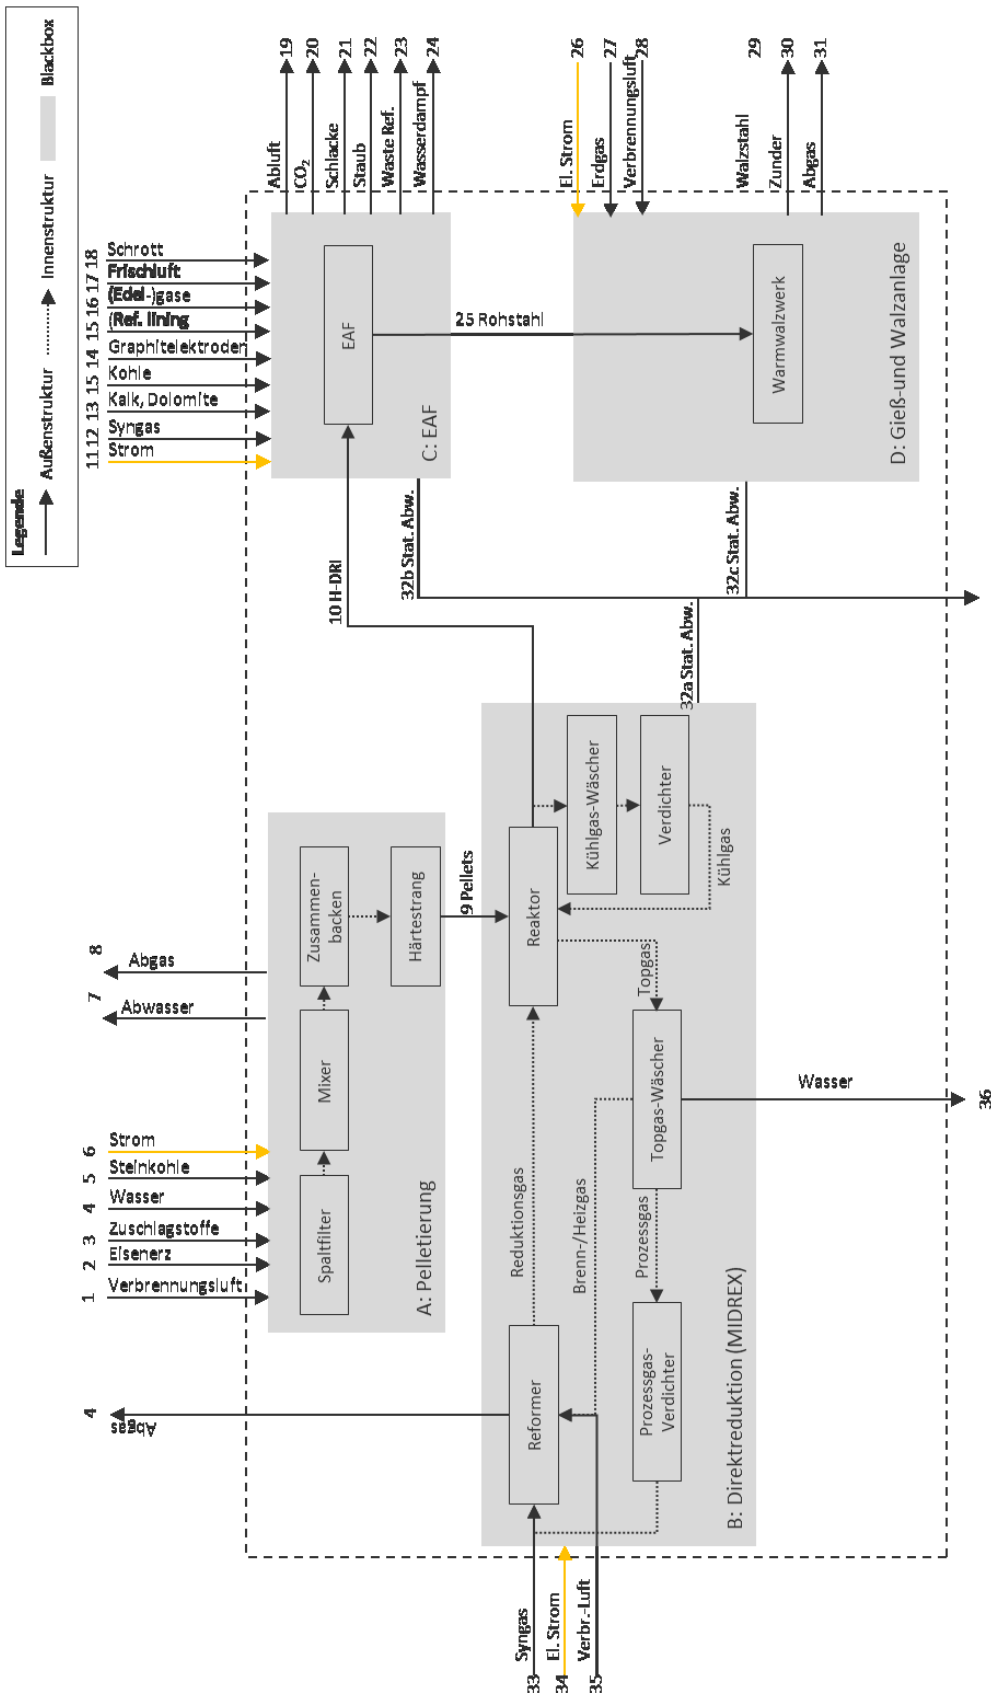 Legende
Außenstruktur
Innenstruktur
Blackbox
1 Verbrennungsluft
2 Eisenerz
3 Zuschlagstoffe
4 Wasser
5 Steinkohle
6 Strom
7 Abwasser
8 Abgas
11 Strom
12 Syngas
13 Kalk, Dolomite
15 Kohle
14 Graphitelektroden
15 (Ref. lining
16 (Edel-)gase
17 Frischluft
18 Schrott
Abluft 19
CO₂ 20
Schlacke 21
Staub 22
Waste Ref. 23
Wasserdampf 24
El. Strom 26
Erdgas 27
Verbrennungsluft 28
Walzstahl 29
Zunder 30
Abgas 31
Spaltfilter
Mixer
Zusammen-
backen
Härtestrang
A: Pelletierung
9 Pellets
EAF
C: EAF
25 Rohstahl
Warmwalzwerk
D: Gieß-und Walzanlage
10 H-DRI
32b Stat. Abw.
32c Stat. Abw.
32a Stat. Abw.
4 Abgas
33 Syngas
34 El. Strom
35 Verbr.-Luft
Reformer
Reduktionsgas
Reaktor
Kühlgas-Wäscher
Verdichter
Kühlgas
Topgas
Topgas-Wäscher
Brenn-/Heizgas
Prozessgas
Prozessgas-
Verdichter
B: Direktreduktion (MIDREX)
Wasser
36